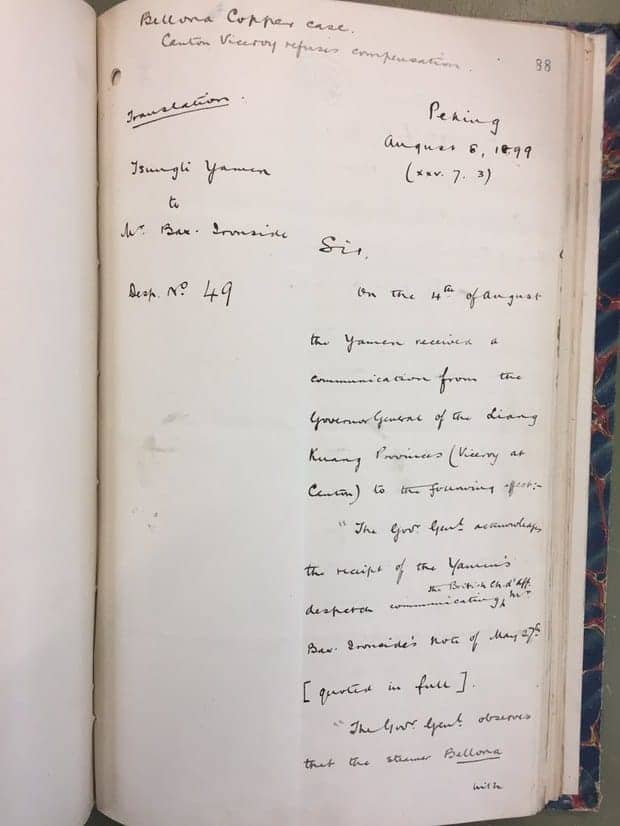 Bellona Copper case.
Canton Viceroy refuses compensation.
88
Translation.
Peking
August 6, 1899
(xxv. 7. 3)
Tsungli Yamen
to
Mr. Bax-Ironside
Sir,
Desp. No 49
On the 4th of August
the Yamen received a
communication from the
Governor General of the Liang
Kuang Provinces (Viceroy at
Canton) to the following effect:-
"The Govr. Genl. acknowledges
the receipt of the Yamen's
the British Ch. d'Aff.
despatch communicating Mr
Bax-Ironside's note of May 27th
[quoted in full].
"The Govr. Genl. observes
that the steamer Bellona
with